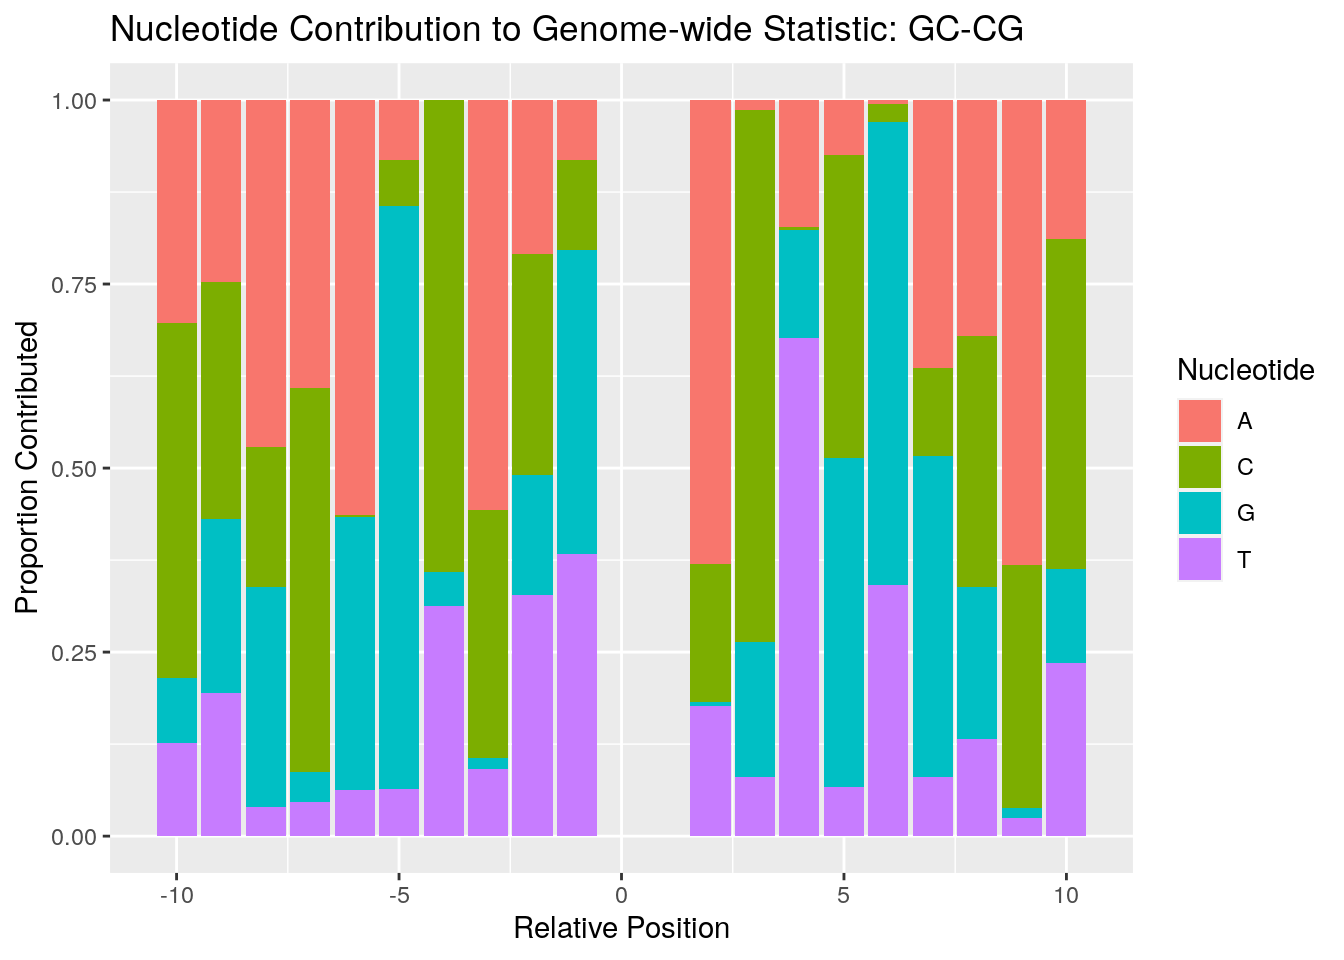 Nucleotide Contribution to Genome-wide Statistic: GC-CG
Proportion Contributed
1.00
0.75
0.50
0.25
0.00
-10
-5
0
5
10
Relative Position
Nucleotide
A
C
G
T